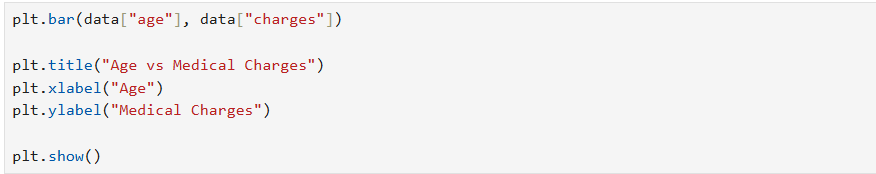 plt.bar(data["age"], data["charges"])
plt.title("Age vs Medical Charges")
plt.xlabel("Age")
plt.ylabel("Medical Charges")
plt.show()